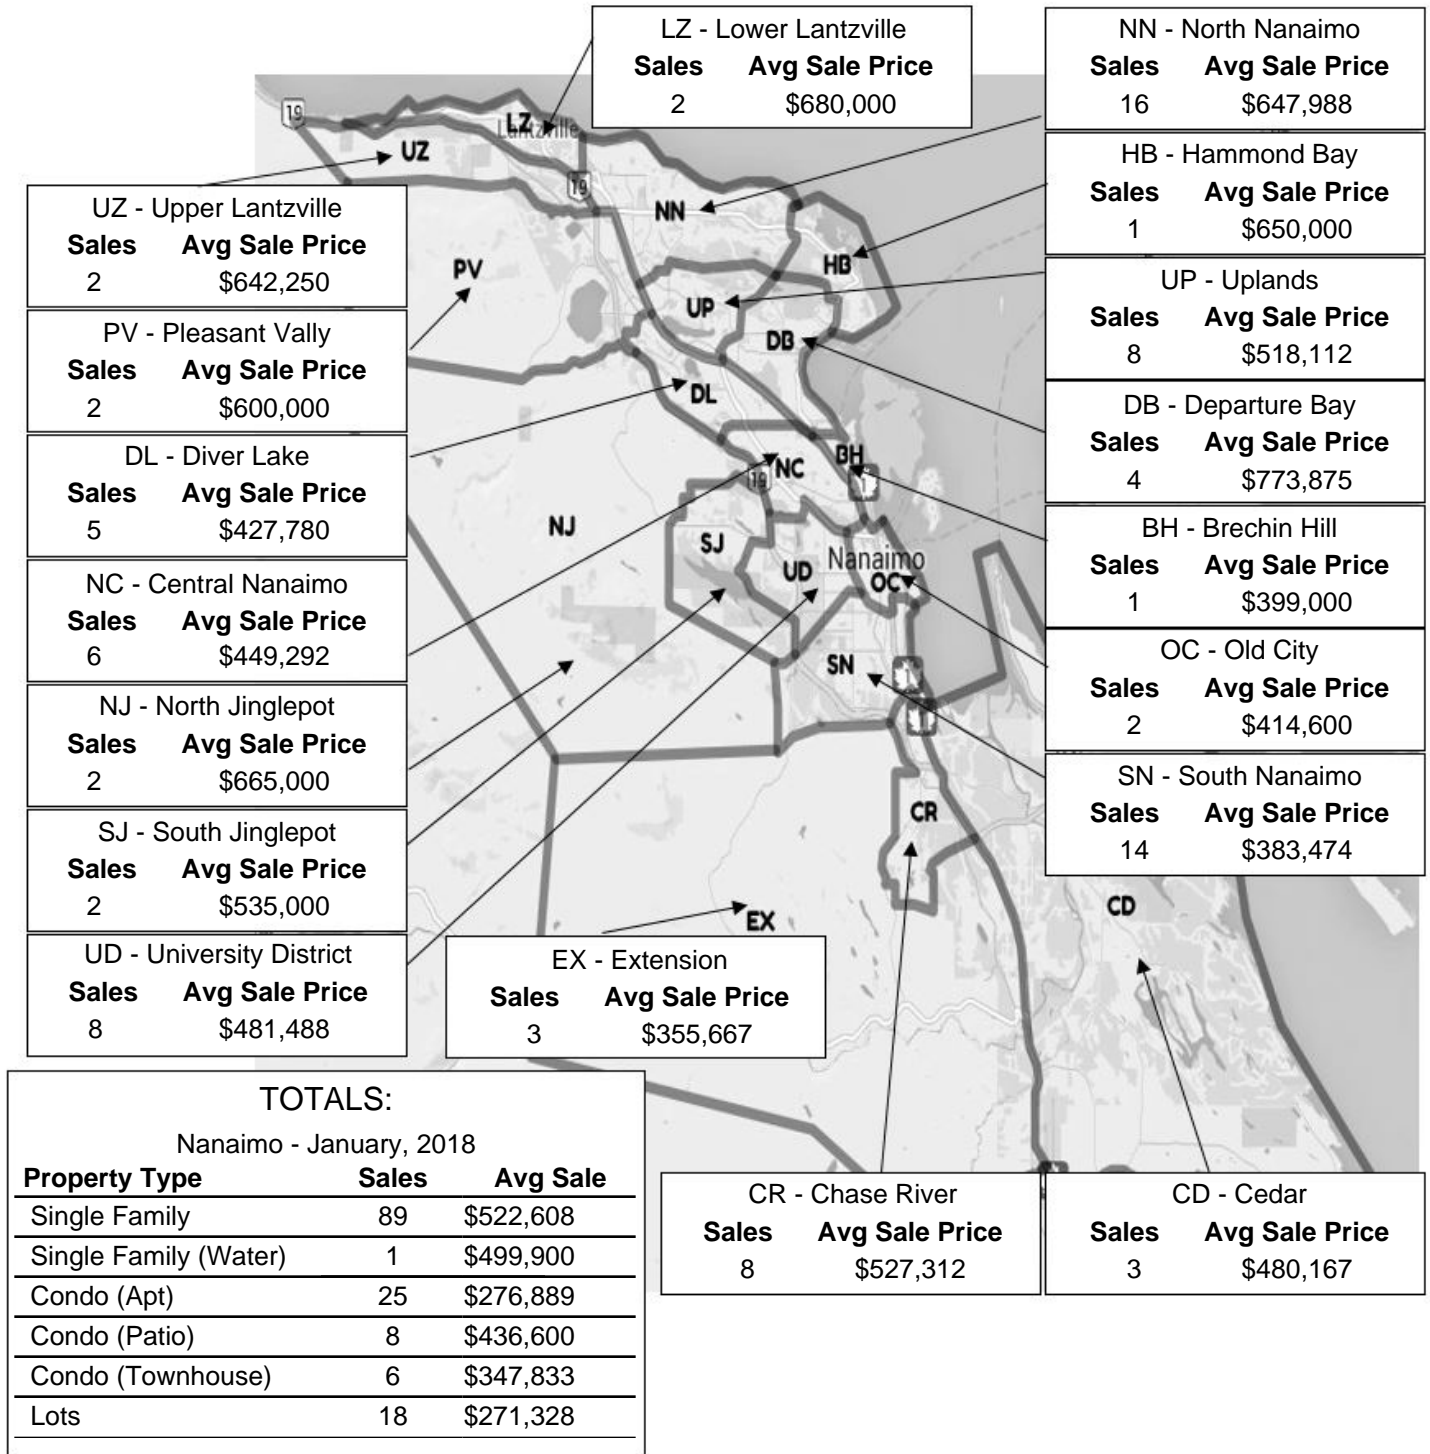 LZ - Lower Lantzville
Sales Avg Sale Price
2 $680,000
NN - North Nanaimo
Sales Avg Sale Price
16 $647,988
HB - Hammond Bay
Sales Avg Sale Price
1 $650,000
UP - Uplands
Sales Avg Sale Price
8 $518,112
DB - Departure Bay
Sales Avg Sale Price
4 $773,875
BH - Brechin Hill
Sales Avg Sale Price
1 $399,000
OC - Old City
Sales Avg Sale Price
2 $414,600
SN - South Nanaimo
Sales Avg Sale Price
14 $383,474
UZ - Upper Lantzville
Sales Avg Sale Price
2 $642,250
PV - Pleasant Vally
Sales Avg Sale Price
2 $600,000
DL - Diver Lake
Sales Avg Sale Price
5 $427,780
NC - Central Nanaimo
Sales Avg Sale Price
6 $449,292
NJ - North Jinglepot
Sales Avg Sale Price
2 $665,000
SJ - South Jinglepot
Sales Avg Sale Price
2 $535,000
UD - University District
Sales Avg Sale Price
8 $481,488
EX - Extension
Sales Avg Sale Price
3 $355,667
CR - Chase River
Sales Avg Sale Price
8 $527,312
CD - Cedar
Sales Avg Sale Price
3 $480,167
19
LZ
Lantzville
UZ
19
NN
PV
HB
UP
DB
DL
BH
NC
19
1
NJ
SJ
Nanaimo
UD
OC
SN
CR
CD
EX
TOTALS:
Nanaimo - January, 2018
Property Type Sales Avg Sale
Single Family 89 $522,608
Single Family (Water) 1 $499,900
Condo (Apt) 25 $276,889
Condo (Patio) 8 $436,600
Condo (Townhouse) 6 $347,833
Lots 18 $271,328